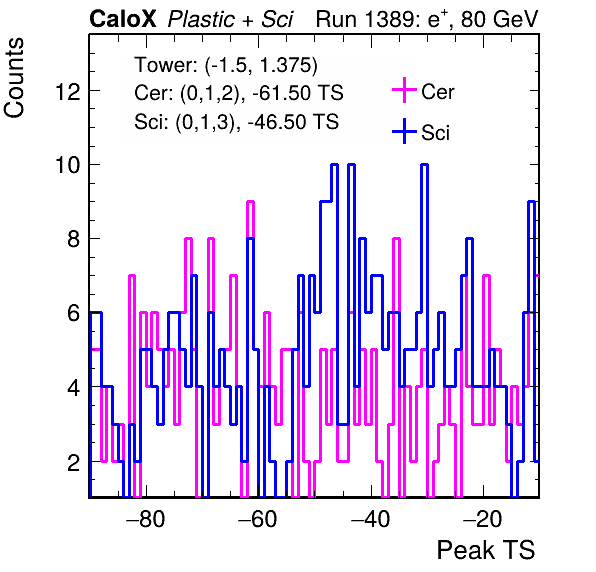 CaloX Plastic + Sci Run 1389: e+, 80 GeV
Counts
Tower: (-1.5, 1.375)
Cer: (0,1,2), -61.50 TS
Sci: (0,1,3), -46.50 TS
Cer
Sci
12
10
8
6
4
2
−80 −60 −40 −20
Peak TS